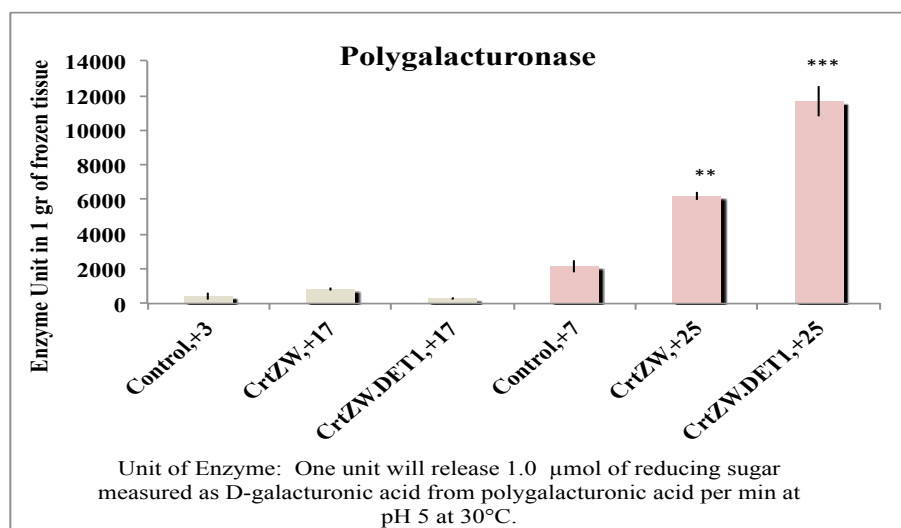 Polygalacturonase
Enzyme Unit in 1 gr of frozen tissue
14000
12000
10000
8000
6000
4000
2000
0
**
***
Control,+3
CrtZW,+17
CrtZW.DET1,+17
Control,+7
CrtZW,+25
CrtZW.DET1,+25
Unit of Enzyme: One unit will release 1.0 μmol of reducing sugar
measured as D-galacturonic acid from polygalacturonic acid per min at
pH 5 at 30°C.